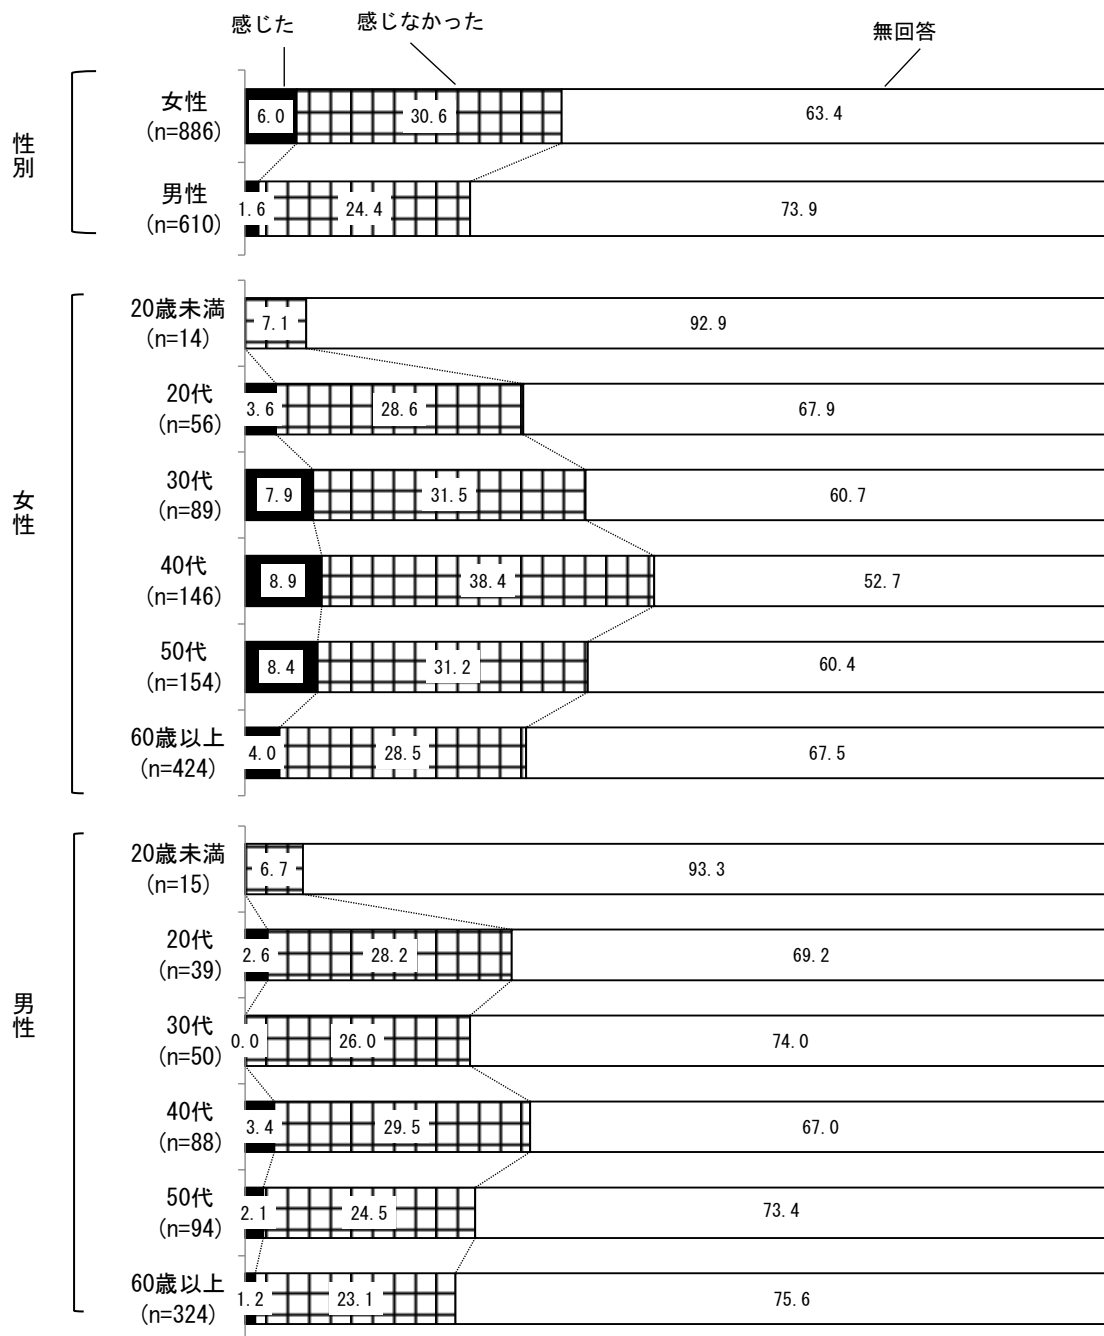 感じた
感じなかった
無回答
性別
女性
(n=886)
6.0
30.6
63.4
男性
(n=610)
1.6
24.4
73.9
女性
20歳未満
(n=14)
7.1
92.9
20代
(n=56)
3.6
28.6
67.9
30代
(n=89)
7.9
31.5
60.7
40代
(n=146)
8.9
38.4
52.7
50代
(n=154)
8.4
31.2
60.4
60歳以上
(n=424)
4.0
28.5
67.5
男性
20歳未満
(n=15)
6.7
93.3
20代
(n=39)
2.6
28.2
69.2
30代
(n=50)
0.0
26.0
74.0
40代
(n=88)
3.4
29.5
67.0
50代
(n=94)
2.1
24.5
73.4
60歳以上
(n=324)
1.2
23.1
75.6